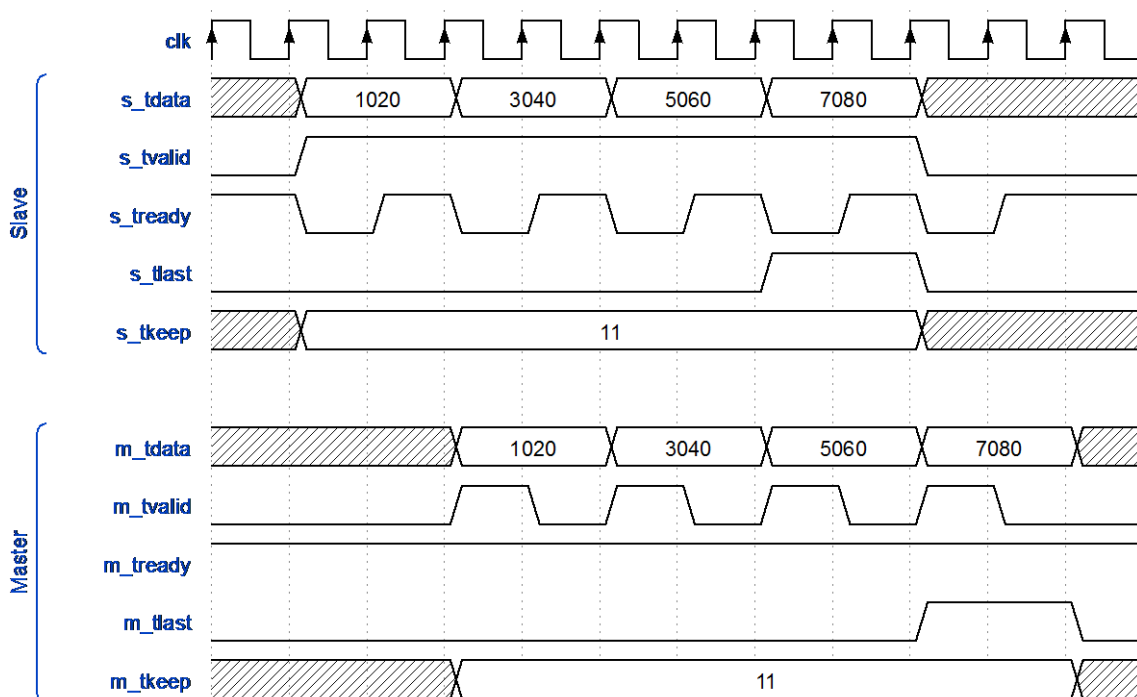 clk
Slave
s_tdata 1020 3040 5060 7080
s_tvalid
s_tready
s_tlast
s_tkeep 11
Master
m_tdata 1020 3040 5060 7080
m_tvalid
m_tready
m_tlast
m_tkeep 11